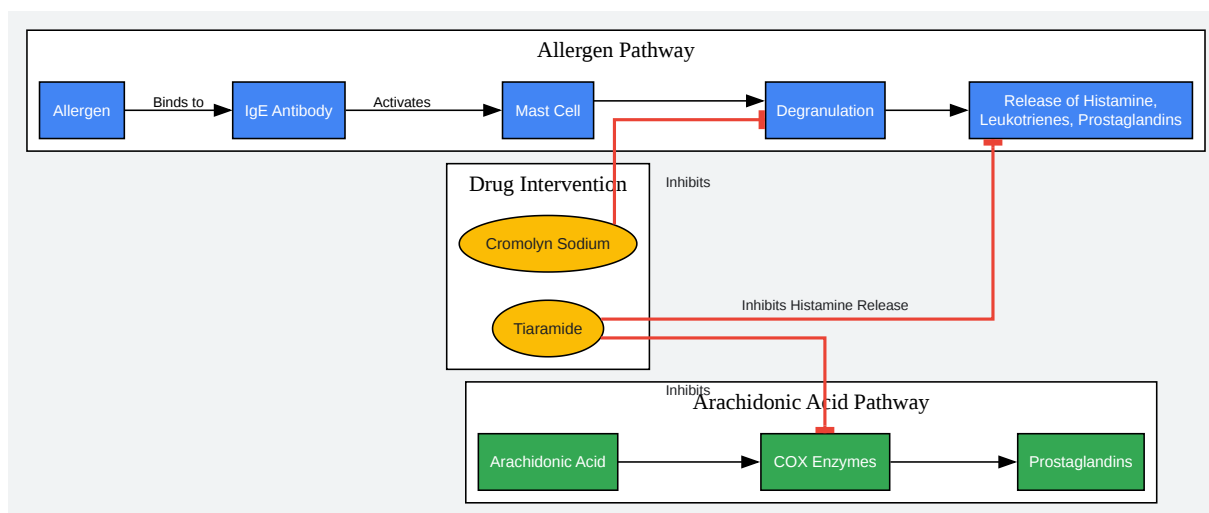 Allergen Pathway
Allergen
Binds to
IgE Antibody
Activates
Mast Cell
Degranulation
Release of Histamine,
Leukotrienes, Prostaglandins
Drug Intervention
Inhibits
Cromolyn Sodium
Inhibits Histamine Release
Tiaramide
Inhibits
Arachidonic Acid Pathway
Arachidonic Acid
COX Enzymes
Prostaglandins